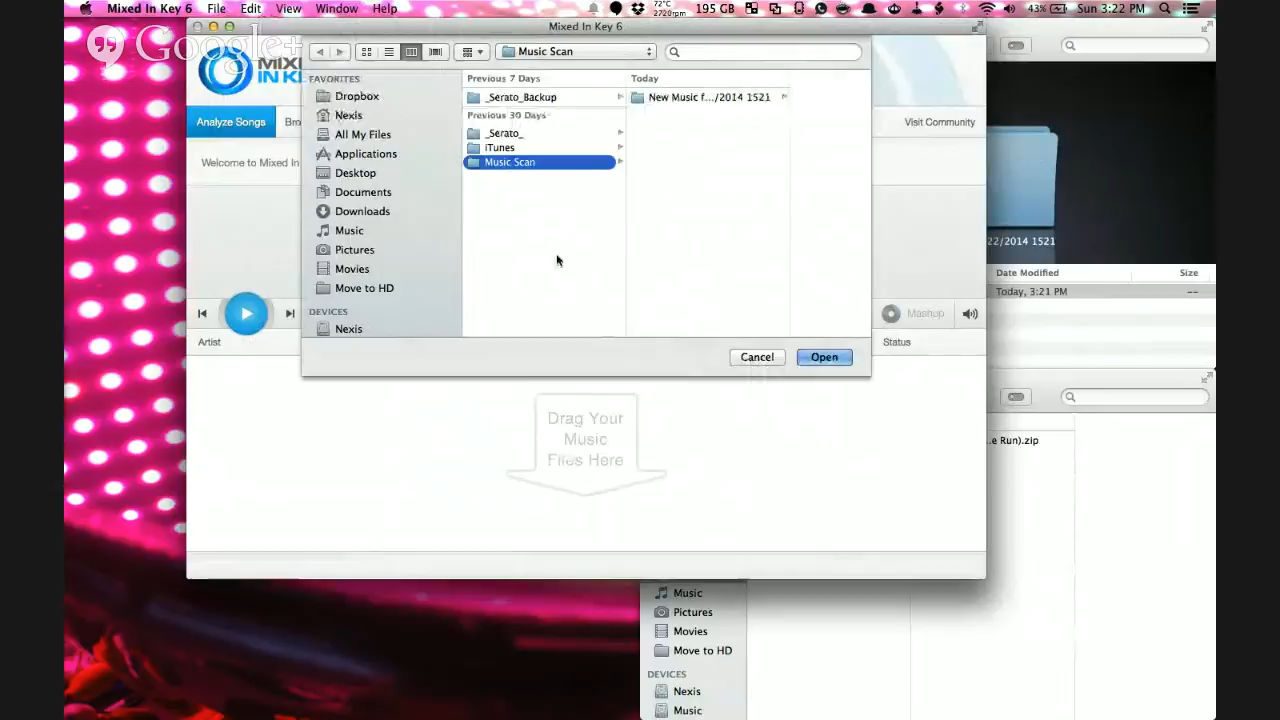 Mixed In Key 6 File Edit View Window Help
72°C
2720rpm
195 GB
43%
Sun 3:22 PM
Google+
Mixed In Key 6
Music Scan
MIX
IN KE
FAVORITES
Dropbox
Nexis
All My Files
Applications
Desktop
Documents
Downloads
Music
Pictures
Movies
Move to HD
DEVICES
Nexis
Previous 7 Days
_Serato_Backup
Previous 30 Days
_Serato_
iTunes
Music Scan
Today
New Music f.../2014 1521
Cancel
Open
Analyze Songs
Bro
Visit Community
Welcome to Mixed In
Mashup
Artist
Status
Drag Your
Music
Files Here
22/2014 1521
Date Modified
Size
Today, 3:21 PM
--
...e Run).zip
Music
Pictures
Movies
Move to HD
DEVICES
Nexis
Music